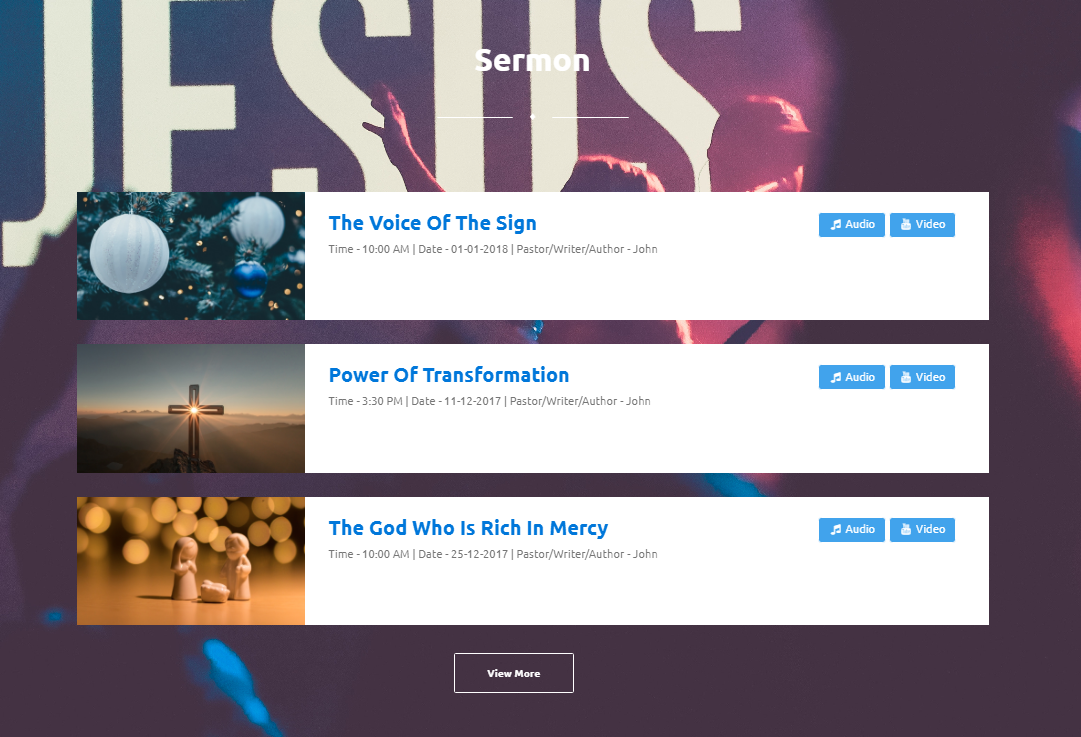 JESUS
Sermon
The Voice Of The Sign
Audio
Video
Time - 10:00 AM | Date - 01-01-2018 | Pastor/Writer/Author - John
Power Of Transformation
Audio
Video
Time - 3:30 PM | Date - 11-12-2017 | Pastor/Writer/Author - John
The God Who Is Rich In Mercy
Audio
Video
Time - 10:00 AM | Date - 25-12-2017 | Pastor/Writer/Author - John
View More